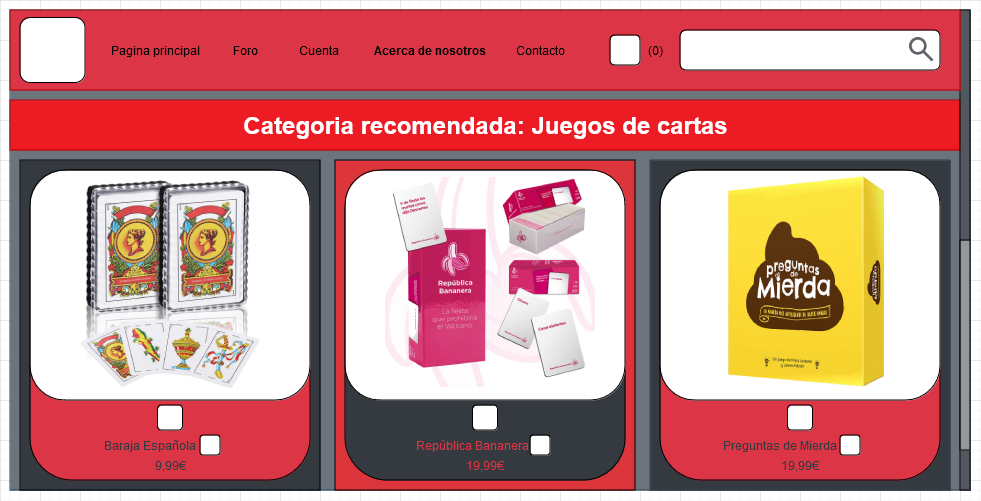 Pagina principal
Foro
Cuenta
Acerca de nosotros
Contacto
(0)
Categoria recomendada: Juegos de cartas
República
Bananera
La fiesta
que prohibiría
el Vaticano
preguntas
de
Mierda
Baraja Española
9,99€
República Bananera
19,99€
Preguntas de Mierda
19,99€